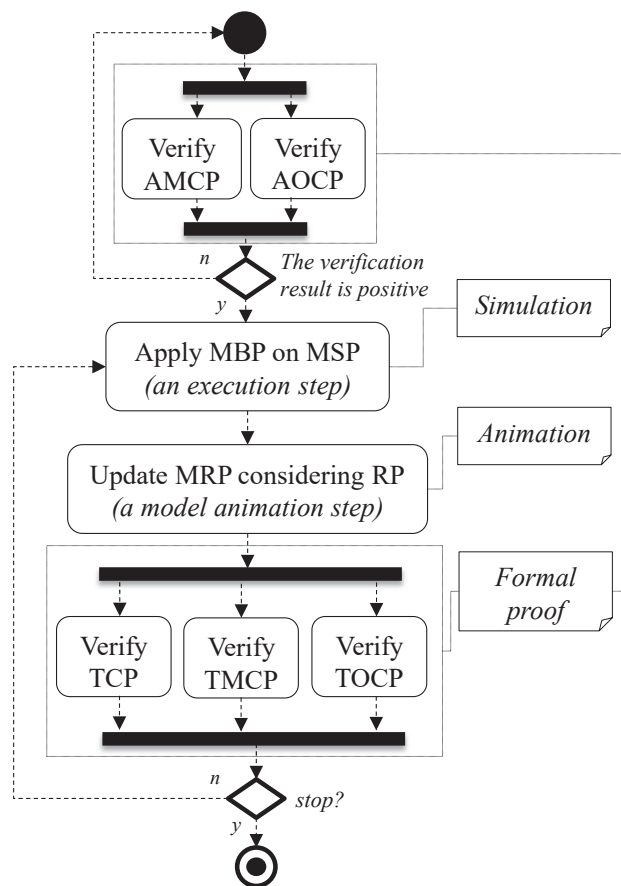 Verify
AMCP
Verify
AOCP
n
The verification
result is positive
y
Simulation
Apply MBP on MSP
(an execution step)
Animation
Update MRP considering RP
(a model animation step)
Formal
proof
Verify
TCP
Verify
TMCP
Verify
TOCP
n
stop?
y